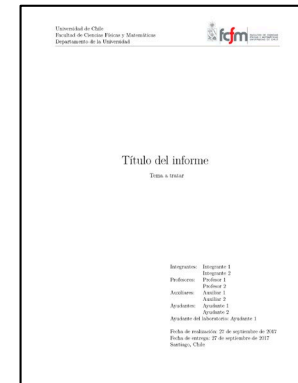 Universidad de Chile
Facultad de Ciencias Físicas y Matemáticas
Departamento de la Universidad
fcfm
Título del informe
Tema a tratar
Integrantes: Integrante 1
Integrante 2
Profesores: Profesor 1
Profesor 2
Auxiliares: Auxiliar 1
Auxiliar 2
Ayudantes: Ayudante 1
Ayudante 2
Ayudante del laboratorio: Ayudante 1
Fecha de realización: 27 de septiembre de 2017
Fecha de entrega: 27 de septiembre de 2017
Santiago, Chile